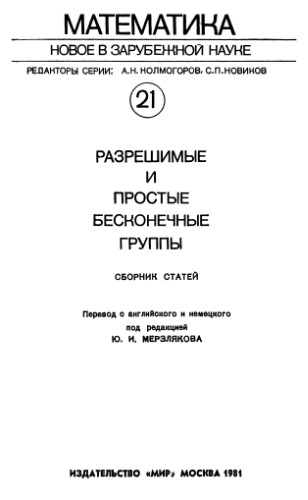 МАТЕМАТИКА
НОВОЕ В ЗАРУБЕЖНОЙ НАУКЕ
РЕДАКТОРЫ СЕРИИ: А.Н. КОЛМОГОРОВ, С.П. НОВИКОВ
21
РАЗРЕШИМЫЕ
И
ПРОСТЫЕ
БЕСКОНЕЧНЫЕ
ГРУППЫ
СБОРНИК СТАТЕЙ
Перевод с английского и немецкого
под редакцией
Ю. И. МЕРЗЛЯКОВА
ИЗДАТЕЛЬСТВО «МИР» МОСКВА 1981